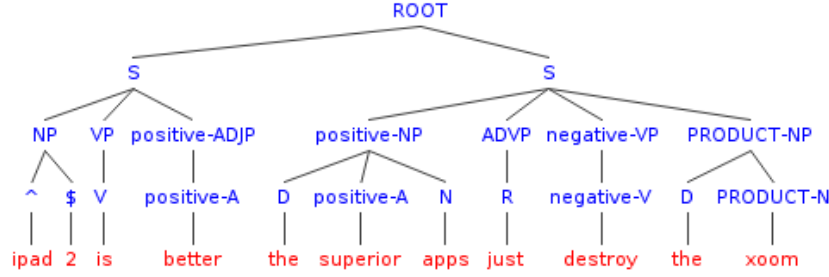 ROOT
S S
NP VP positive-ADJP positive-NP ADVP negative-VP PRODUCT-NP
^ $ V positive-A D positive-A N R negative-V D PRODUCT-N
ipad 2 is better the superior apps just destroy the xoom